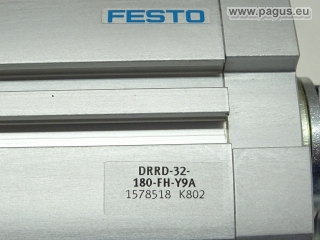 www.pagus.eu
FESTO
DRRD-32-
180-FH-Y9A
1578518 K802